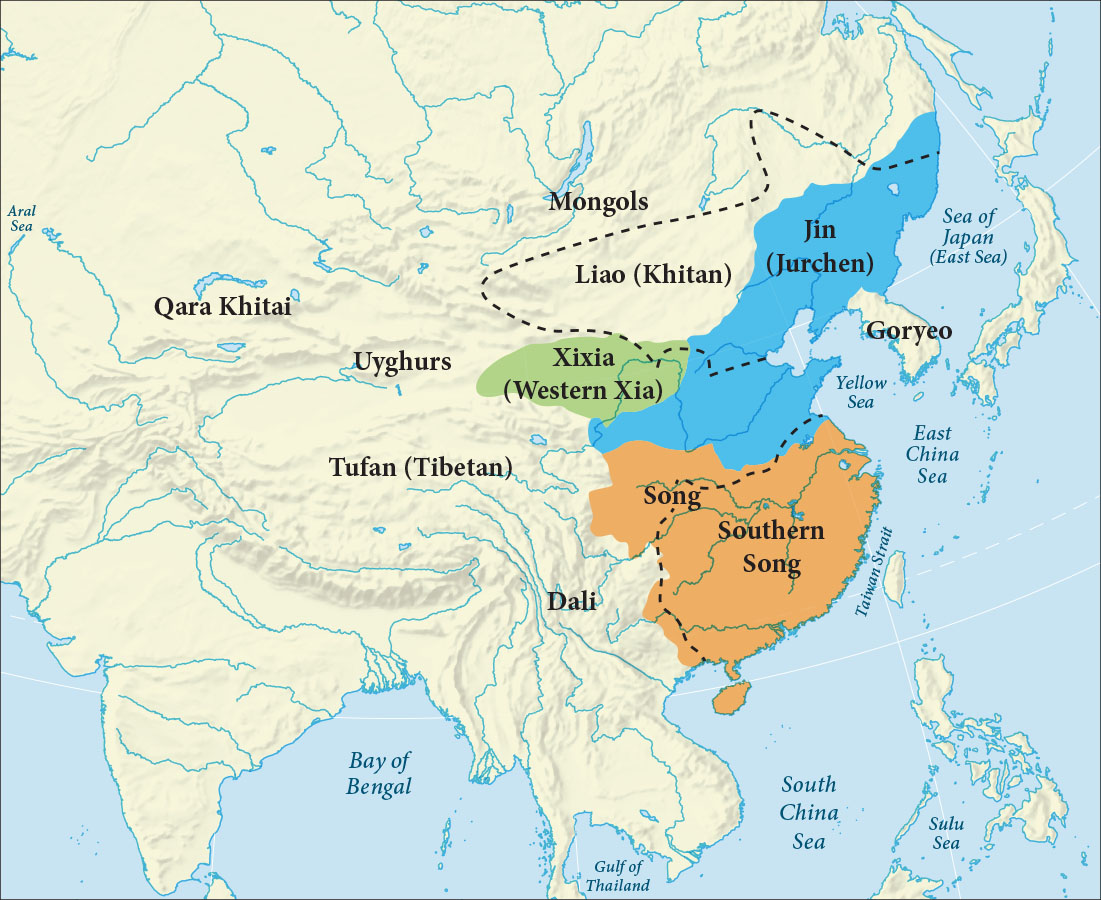 Mongols
Aral
Sea
Sea of
Japan
(East Sea)
Jin
(Jurchen)
Liao (Khitan)
Qara Khitai
Goryeo
Uyghurs
Xixia
(Western Xia)
Yellow
Sea
East
China
Sea
Tufan (Tibetan)
Song
Southern
Song
Taiwan Strait
Dali
Bay of
Bengal
South
China
Sea
Sulu
Sea
Gulf of
Thailand